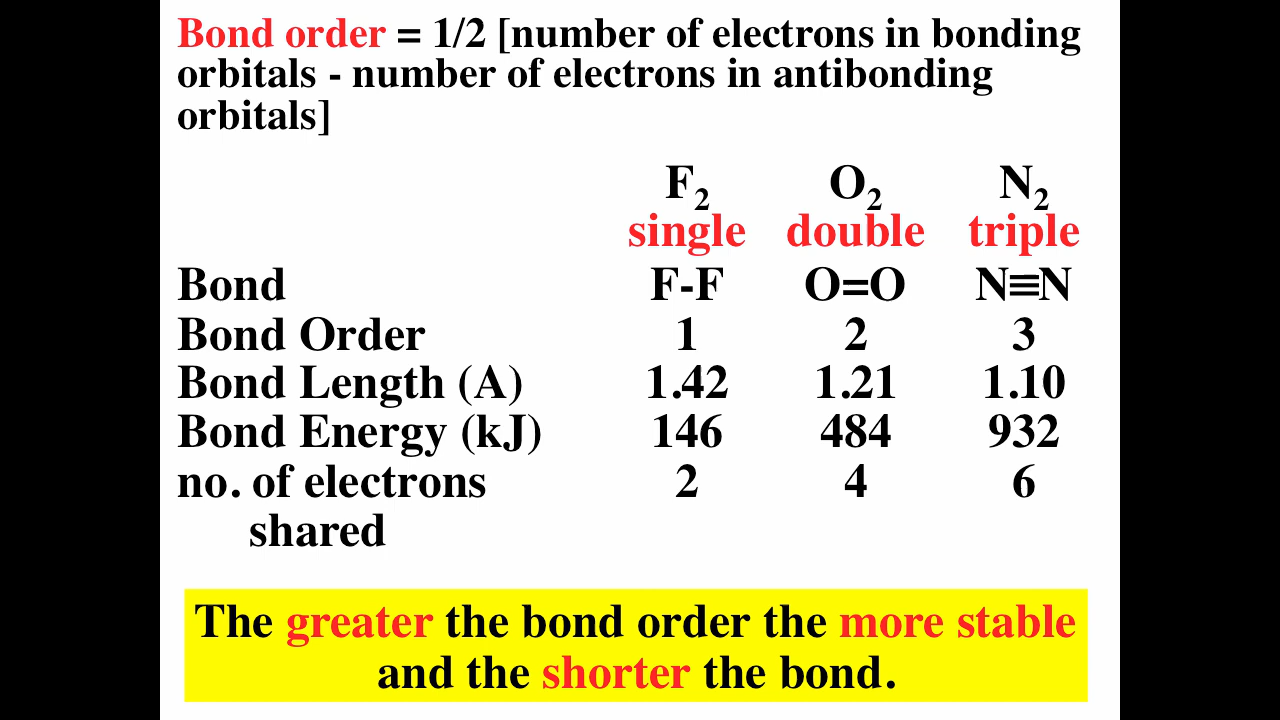 Bond order = 1/2 [number of electrons in bonding
orbitals - number of electrons in antibonding
orbitals]
F₂ O₂ N₂
single double triple
Bond F-F O=O N≡N
Bond Order 1 2 3
Bond Length (A) 1.42 1.21 1.10
Bond Energy (kJ) 146 484 932
no. of electrons 2 4 6
shared
The greater the bond order the more stable
and the shorter the bond.